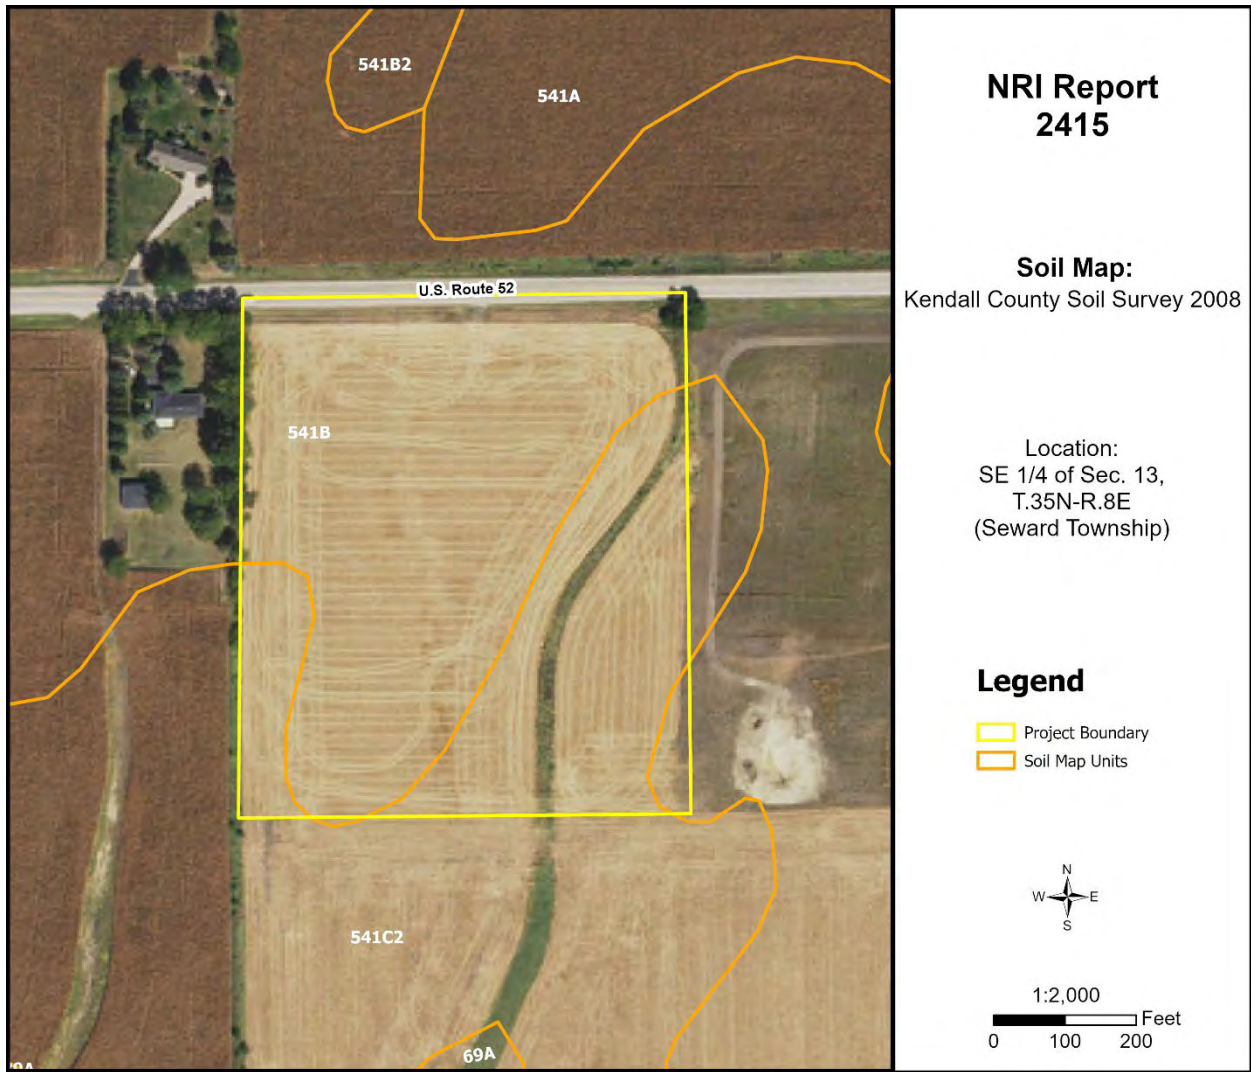 541B2
541A
U.S. Route 52
541B
541C2
69A
NRI Report
2415
Soil Map:
Kendall County Soil Survey 2008
Location:
SE 1/4 of Sec. 13,
T.35N-R.8E
(Seward Township)
Legend
Project Boundary
Soil Map Units
N
W E
S
1:2,000
Feet
0 100 200